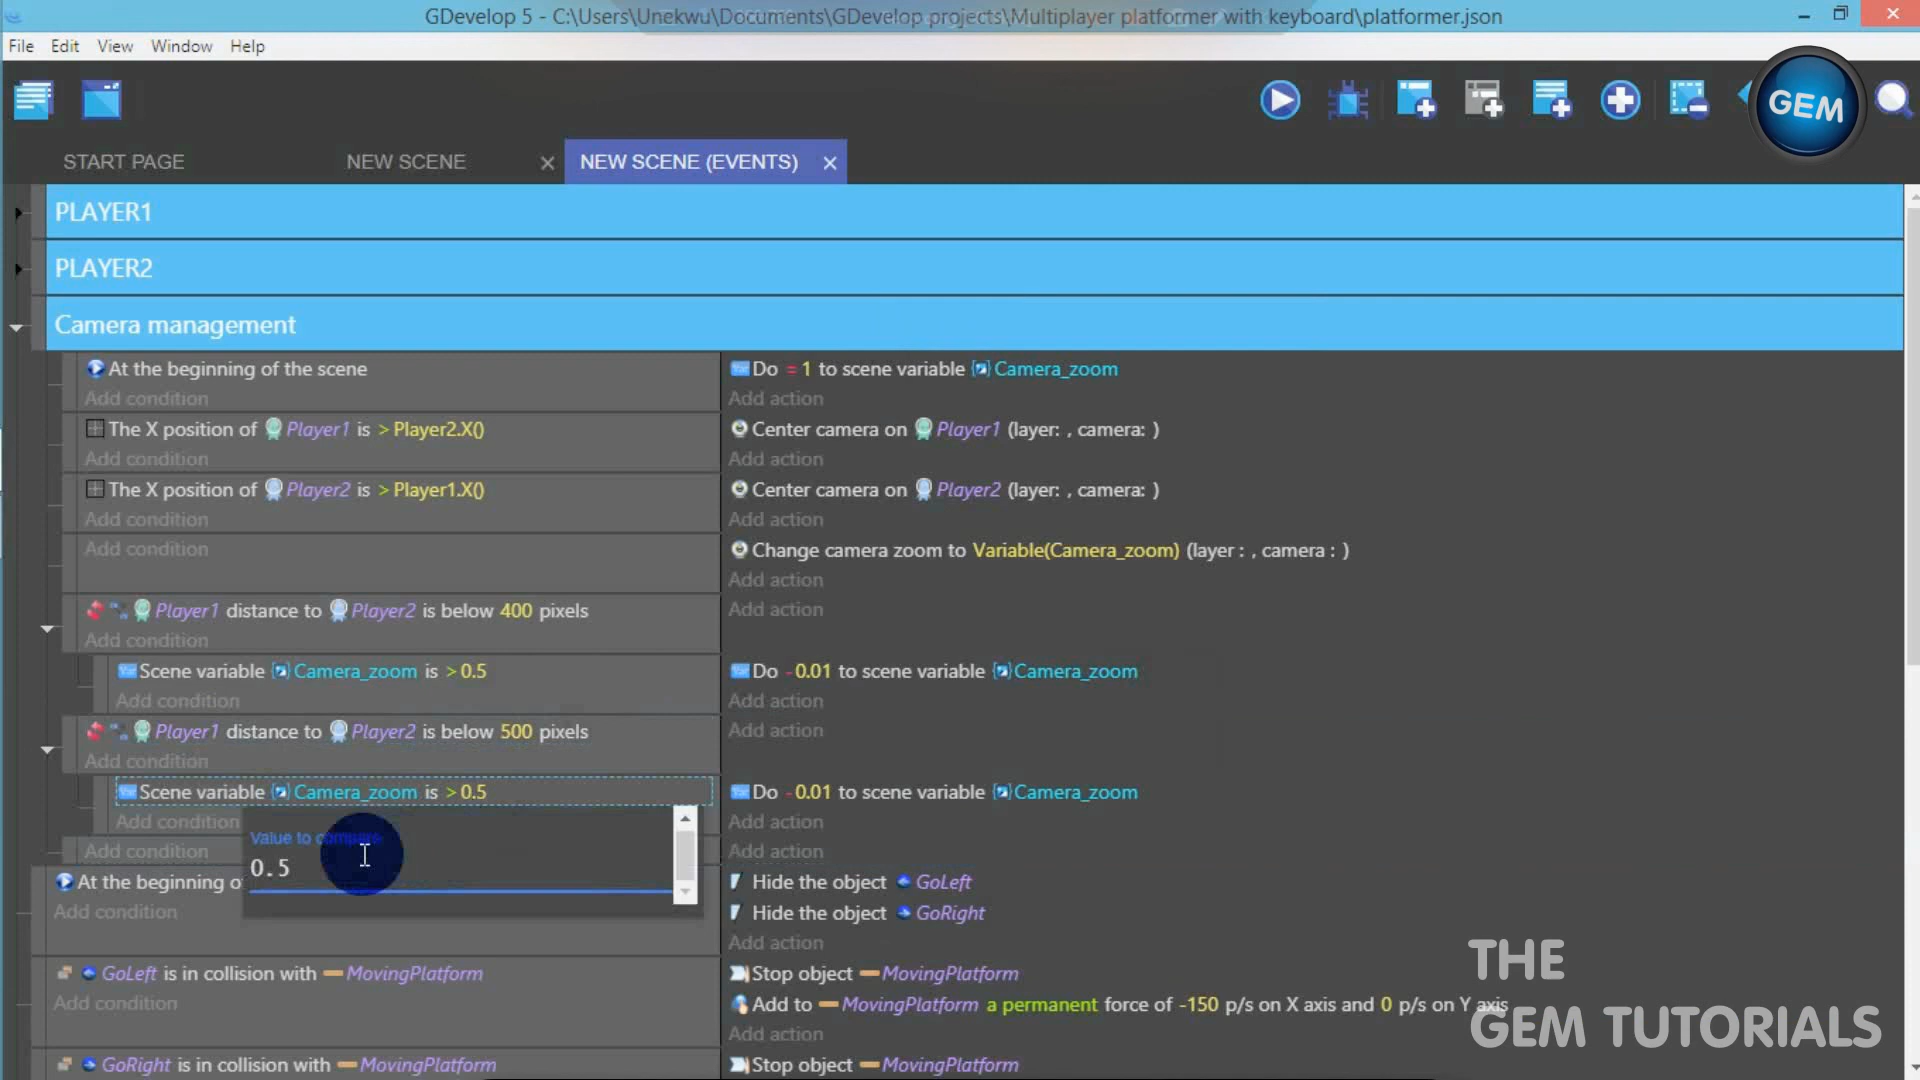 GDevelop 5 - C:\Users\Unekwu\Documents\GDevelop projects\Multiplayer platformer with keyboard\platformer.json
File Edit View Window Help
GEM
START PAGE NEW SCENE NEW SCENE (EVENTS)
PLAYER1
PLAYER2
Camera management
At the beginning of the scene Do = 1 to scene variable Camera_zoom
Add condition Add action
The X position of Player1 is > Player2.X() Center camera on Player1 (layer: , camera: )
Add condition Add action
The X position of Player2 is > Player1.X() Center camera on Player2 (layer: , camera: )
Add condition Add action
Add condition Change camera zoom to Variable(Camera_zoom) (layer : , camera : )
Add action
Player1 distance to Player2 is below 400 pixels Add action
Add condition
Scene variable Camera_zoom is > 0.5 Do -0.01 to scene variable Camera_zoom
Add condition Add action
Player1 distance to Player2 is below 500 pixels Add action
Add condition
Scene variable Camera_zoom is > 0.5 Do -0.01 to scene variable Camera_zoom
Add condition Add action
Value to compare
Add condition Add action
0.5
At the beginning o Hide the object GoLeft
Add condition Hide the object GoRight
Add action
GoLeft is in collision with MovingPlatform Stop object MovingPlatform
Add condition Add to MovingPlatform a permanent force of -150 p/s on X axis and 0 p/s on Y axis
Add action
GoRight is in collision with MovingPlatform Stop object MovingPlatform
THE
GEM TUTORIALS